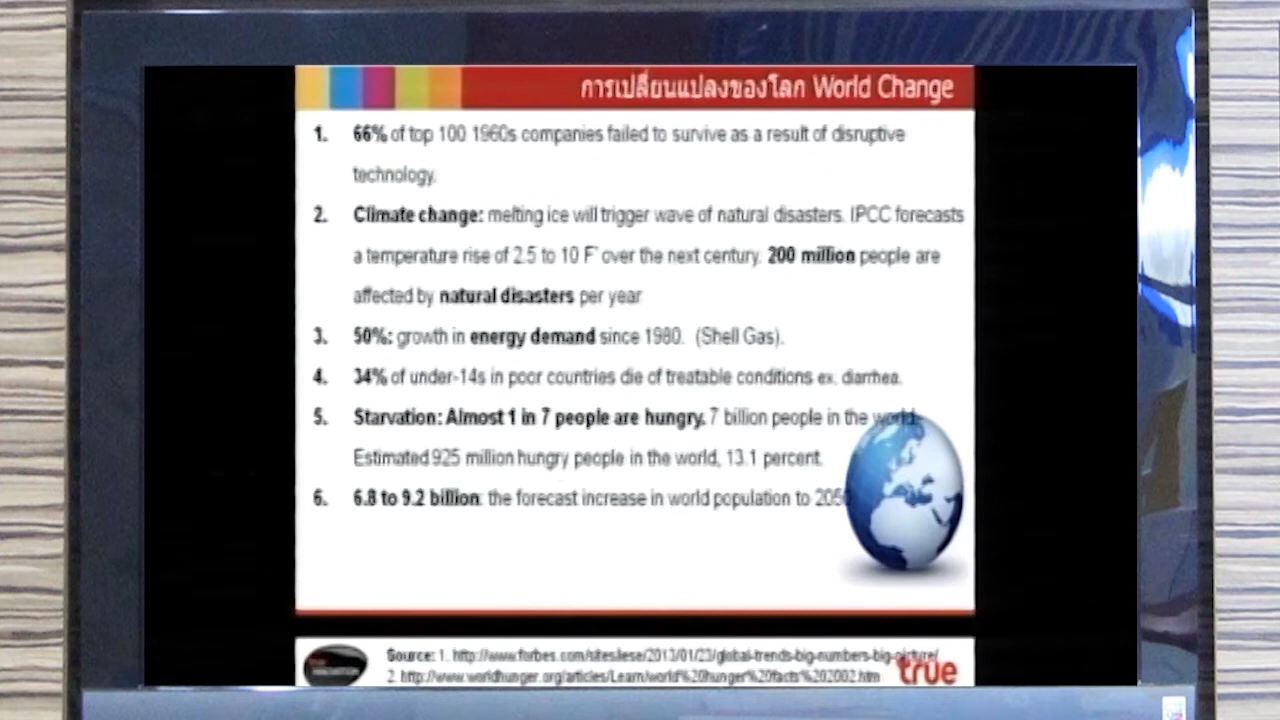 การเปลี่ยนแปลงของโลก World Change
1. 66% of top 100 1960s companies failed to survive as a result of disruptive
technology.
2. Climate change: melting ice will trigger wave of natural disasters. IPCC forecasts
a temperature rise of 2.5 to 10 F° over the next century. 200 million people are
affected by natural disasters per year
3. 50%: growth in energy demand since 1980. (Shell Gas).
4. 34% of under-14s in poor countries die of treatable conditions ex. diarrhea.
5. Starvation: Almost 1 in 7 people are hungry. 7 billion people in the world.
Estimated 925 million hungry people in the world, 13.1 percent.
6. 6.8 to 9.2 billion: the forecast increase in world population to 2050
Source: 1. http://www.forbes.com/sites/iese/2013/01/23/global-trends-big-numbers-big-picture/
2. http://www.worldhunger.org/articles/Learn/world%20hunger%20facts%202002.htm
true